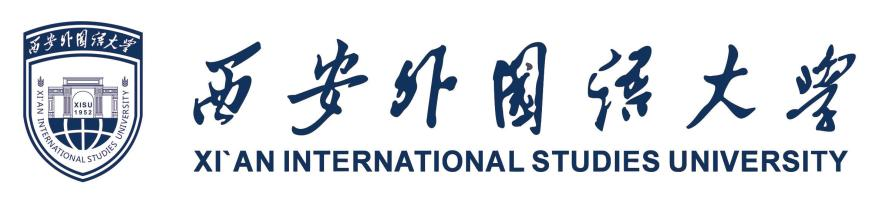 西安外国语大学
XISU
1952
XI'AN INTERNATIONAL STUDIES UNIVERSITY
西安外国语大学
XI`AN INTERNATIONAL STUDIES UNIVERSITY